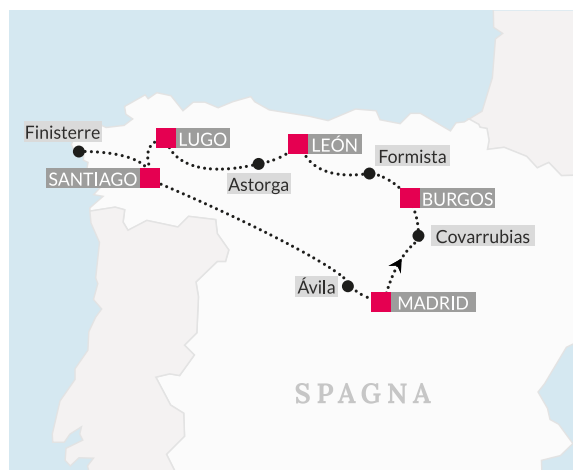 Finisterre
LUGO
LEÓN
Formista
SANTIAGO
Astorga
BURGOS
Covarrubias
Ávila
MADRID
SPAGNA